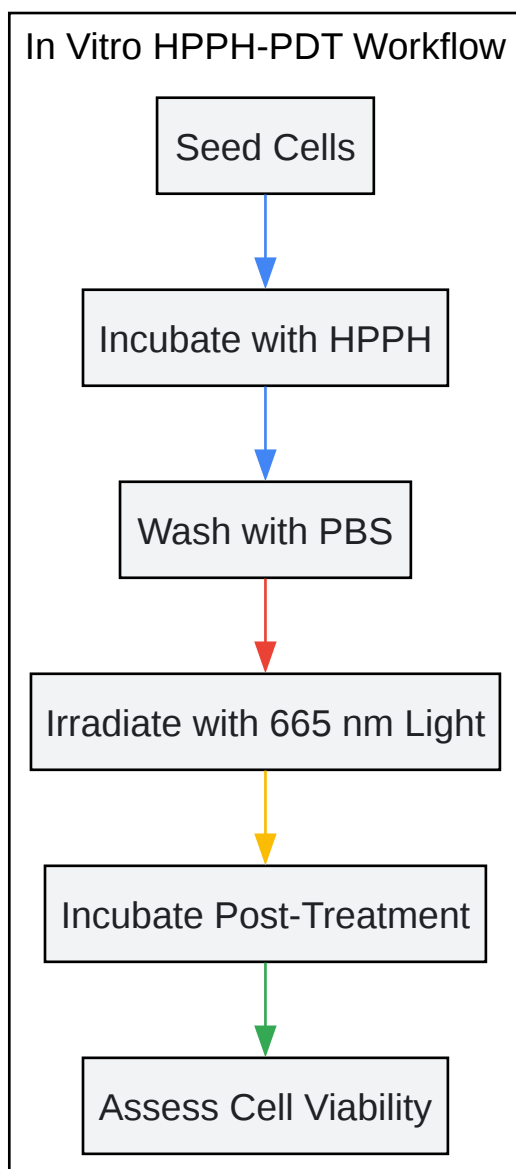 In Vitro HPPH-PDT Workflow
Seed Cells
Incubate with HPPH
Wash with PBS
Irradiate with 665 nm Light
Incubate Post-Treatment
Assess Cell Viability